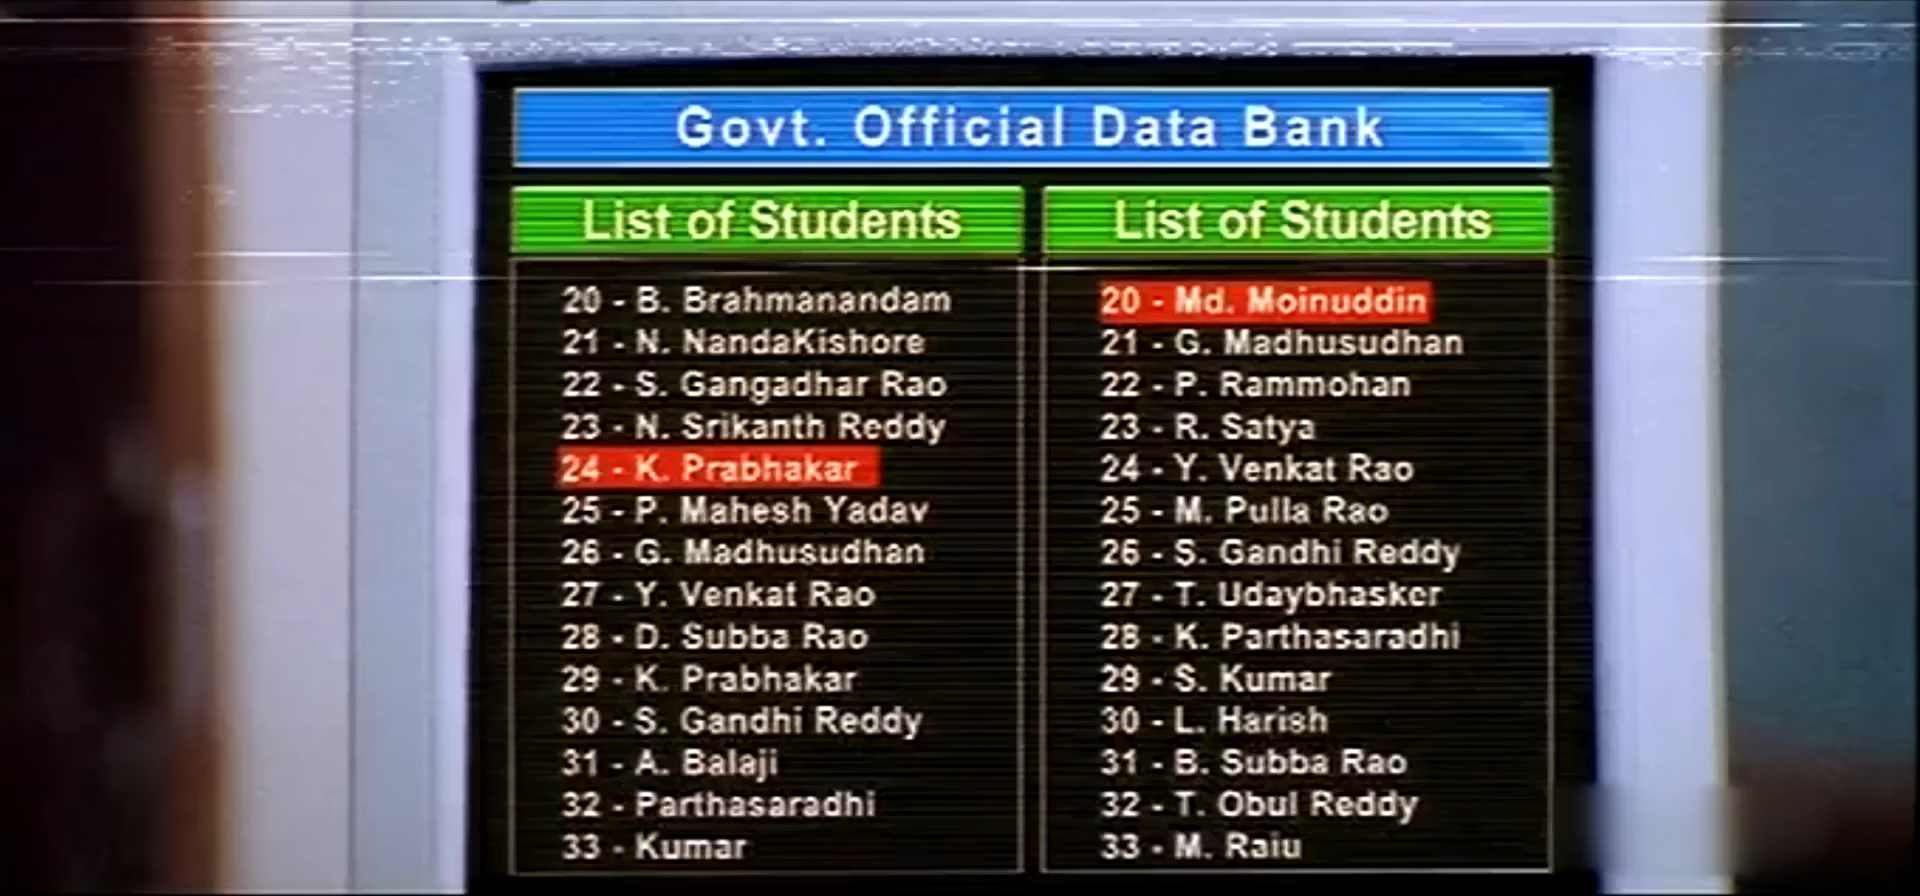 Govt. Official Data Bank
List of Students
20 - B. Brahmanandam
21 - N. NandaKishore
22 - S. Gangadhar Rao
23 - N. Srikanth Reddy
24 - K. Prabhakar
25 - P. Mahesh Yadav
26 - G. Madhusudhan
27 - Y. Venkat Rao
28 - D. Subba Rao
29 - K. Prabhakar
30 - S. Gandhi Reddy
31 - A. Balaji
32 - Parthasaradhi
33 - Kumar
List of Students
20 - Md. Moinuddin
21 - G. Madhusudhan
22 - P. Rammohan
23 - R. Satya
24 - Y. Venkat Rao
25 - M. Pulla Rao
26 - S. Gandhi Reddy
27 - T. Udaybhasker
28 - K. Parthasaradhi
29 - S. Kumar
30 - L. Harish
31 - B. Subba Rao
32 - T. Obul Reddy
33 - M. Raiu